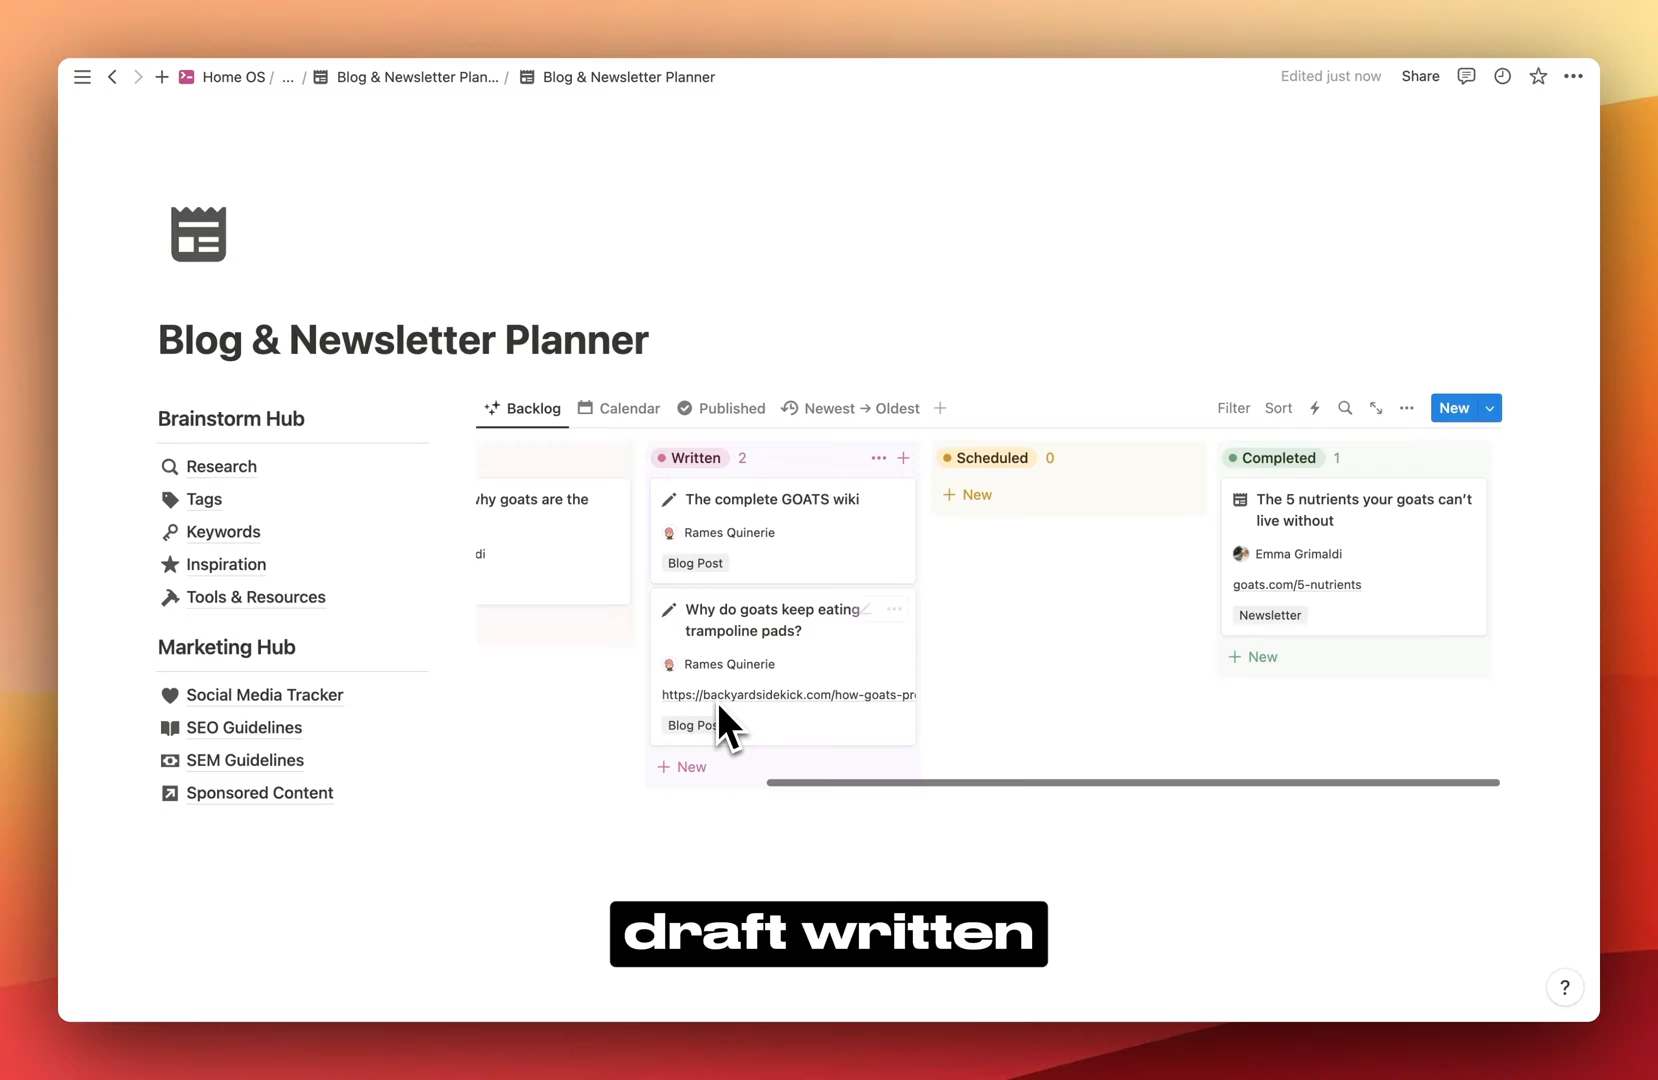 Home OS / ... / Blog & Newsletter Plan... / Blog & Newsletter Planner
Edited just now Share
Blog & Newsletter Planner
Brainstorm Hub
Research
Tags
Keywords
Inspiration
Tools & Resources
Marketing Hub
Social Media Tracker
SEO Guidelines
SEM Guidelines
Sponsored Content
Backlog Calendar Published Newest → Oldest
Filter Sort New
goats are the
Written 2
The complete GOATS wiki
Rames Quinerie
Blog Post
Why do goats keep eating
trampoline pads?
Rames Quinerie
https://backyardsidekick.com/how-goats-pr
Blog
+ New
Scheduled 0
+ New
Completed 1
The 5 nutrients your goats can't
live without
Emma Grimaldi
goats.com/5-nutrients
Newsletter
+ New
draft written
?